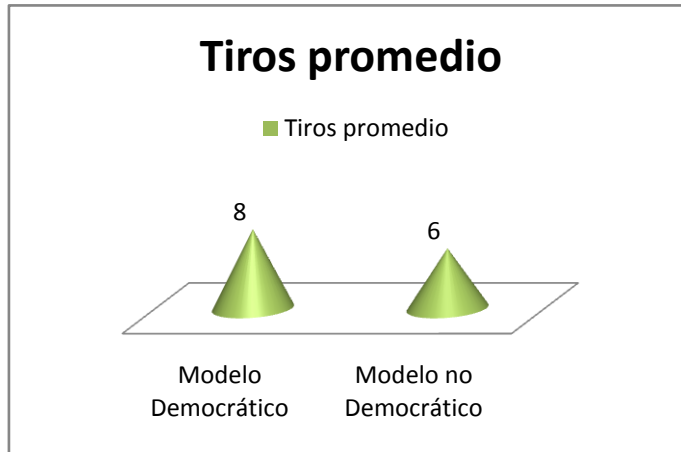 Tiros promedio
Tiros promedio
8
6
Modelo
Democrático
Modelo no
Democrático